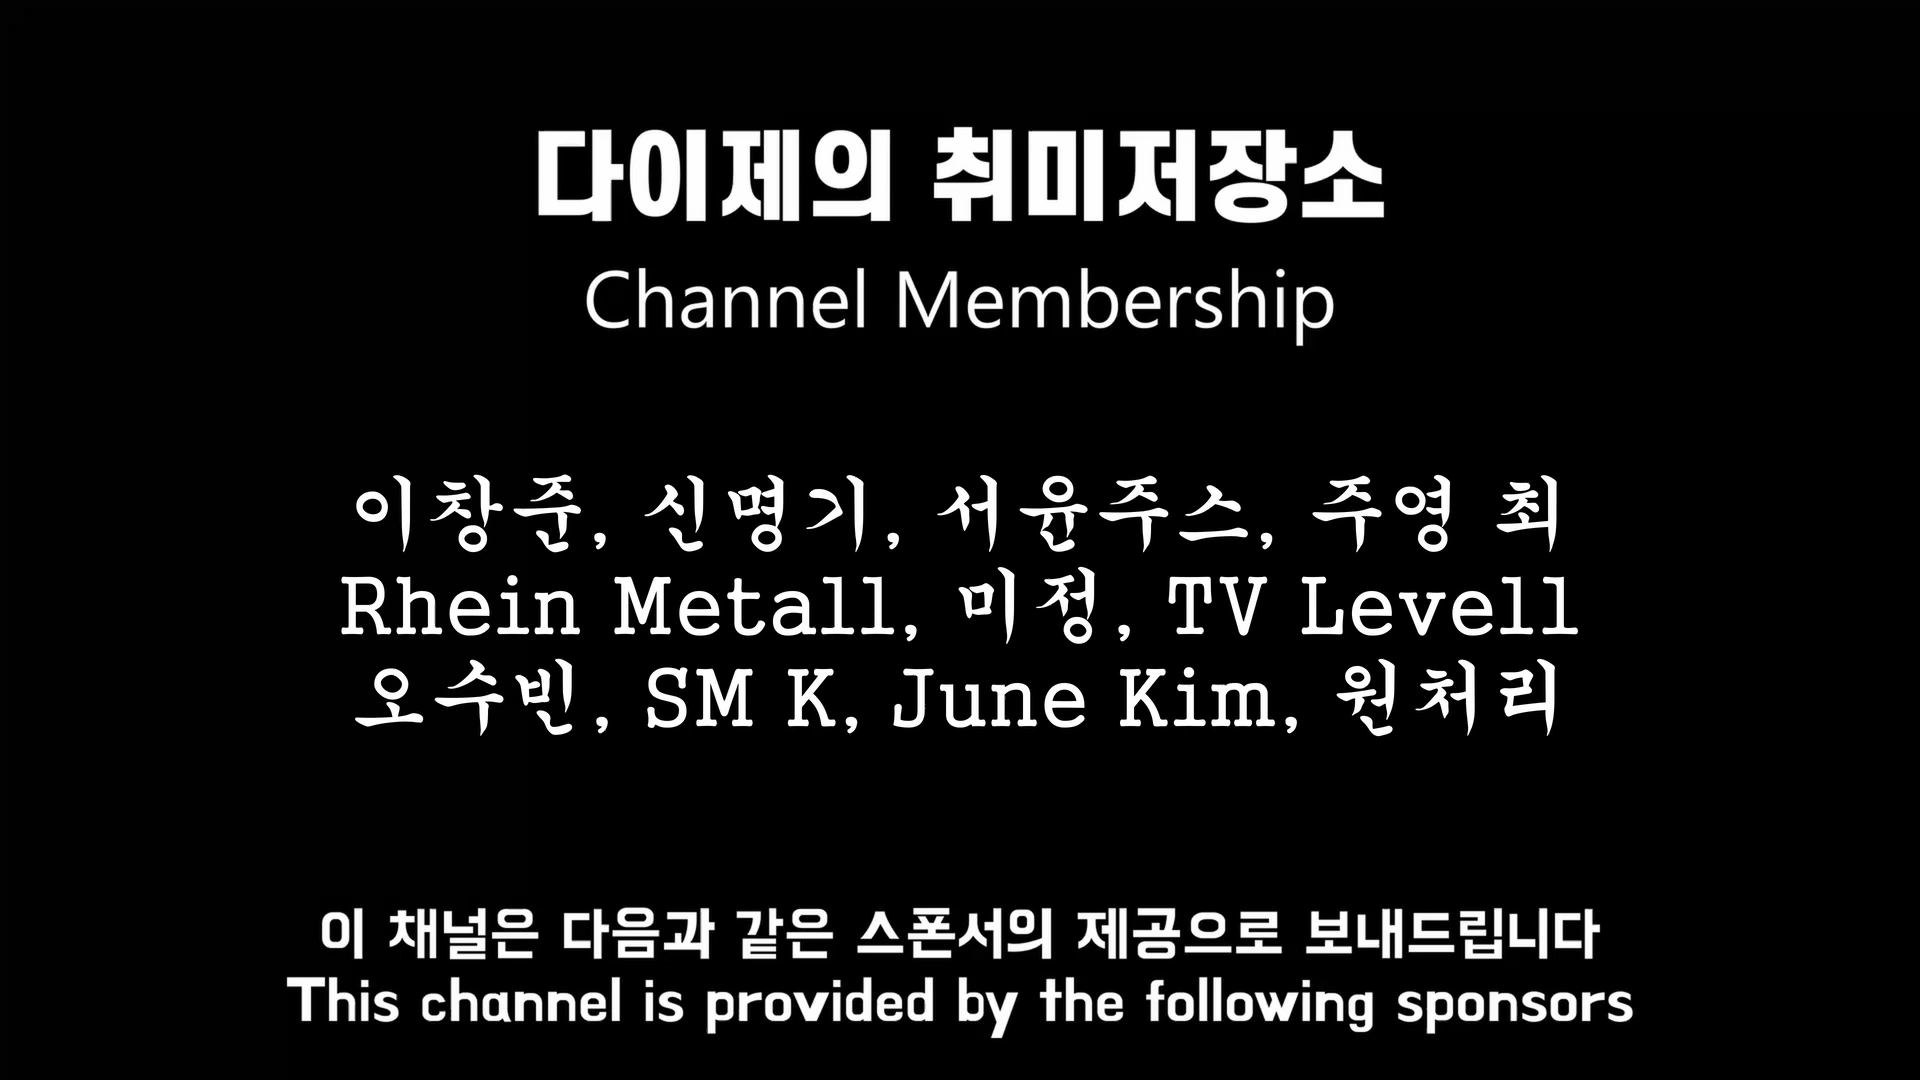 다이제의 취미저장소
Channel Membership
이창준, 신명기, 서윤주스, 주영 최
Rhein Metall, 미정, TV Levell
오수빈, SM K, June Kim, 원처리
이 채널은 다음과 같은 스폰서의 제공으로 보내드립니다
This channel is provided by the following sponsors